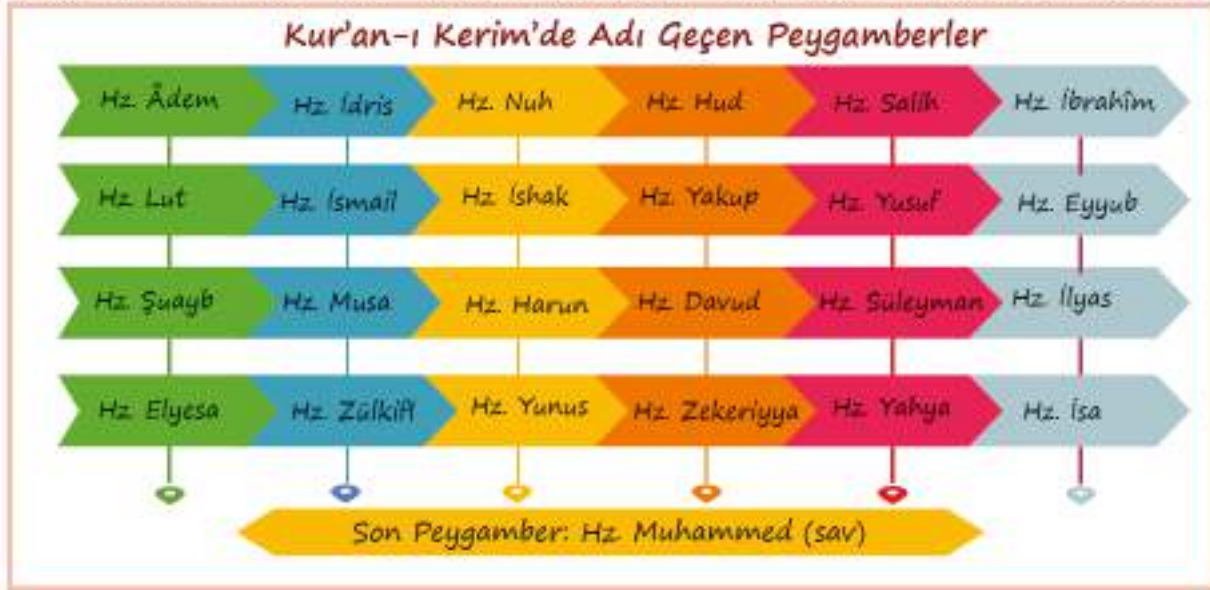 Kur'an-ı Kerim'de Adı Geçen Peygamberler
Hz. Âdem Hz. İdris Hz. Nuh Hz. Hud Hz. Salih Hz. İbrahîm
Hz. Lut Hz. İsmail Hz. İshak Hz. Yakup Hz. Yusuf Hz. Eyyub
Hz. Şuayb Hz. Musa Hz. Harun Hz. Davud Hz. Süleyman Hz. İlyas
Hz. Elyesa Hz. Zülkifl Hz. Yunus Hz. Zekeriyya Hz. Yahya Hz. İsa
Son Peygamber: Hz. Muhammed (sav)